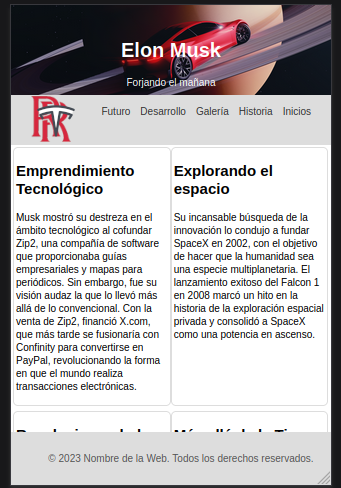 Elon Musk
Forjando el mañana
Futuro Desarrollo Galería Historia Inicios
Emprendimiento
Tecnológico
Musk mostró su destreza en el
ámbito tecnológico al cofundar
Zip2, una compañía de software
que proporcionaba guías
empresariales y mapas para
periódicos. Sin embargo, fue su
visión audaz la que lo llevó más
allá de lo convencional. Con la
venta de Zip2, financió X.com,
que más tarde se fusionaría con
Confinity para convertirse en
PayPal, revolucionando la forma
en que el mundo realiza
transacciones electrónicas.
Explorando el
espacio
Su incansable búsqueda de la
innovación lo condujo a fundar
SpaceX en 2002, con el objetivo
de hacer que la humanidad sea
una especie multiplanetaria. El
lanzamiento exitoso del Falcon 1
en 2008 marcó un hito en la
historia de la exploración espacial
privada y consolidó a SpaceX
como una potencia en ascenso.
© 2023 Nombre de la Web. Todos los derechos reservados.